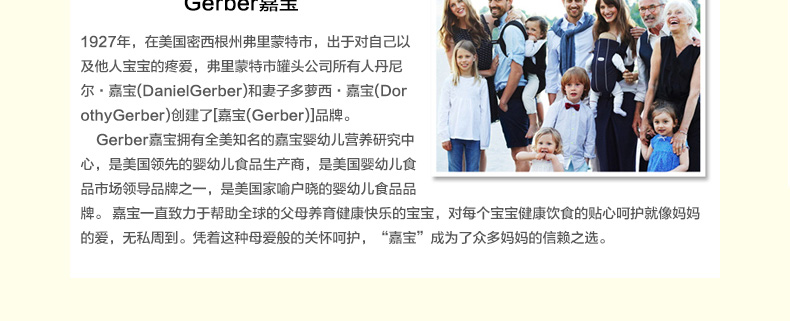 Gerber嘉宝
1927年，在美国密西根州弗里蒙特市，出于对自己以
及他人宝宝的疼爱，弗里蒙特市罐头公司所有人丹尼
尔·嘉宝(DanielGerber)和妻子多萝西·嘉宝(Dor
othyGerber)创建了[嘉宝(Gerber)]品牌。
Gerber嘉宝拥有全美知名的嘉宝婴幼儿营养研究中
心，是美国领先的婴幼儿食品生产商，是美国婴幼儿食
品市场领导品牌之一，是美国家喻户晓的婴幼儿食品品
牌。 嘉宝一直致力于帮助全球的父母养育健康快乐的宝宝，对每个宝宝健康饮食的贴心呵护就像妈妈
的爱，无私周到。凭着这种母爱般的关怀呵护，“嘉宝”成为了众多妈妈的信赖之选。